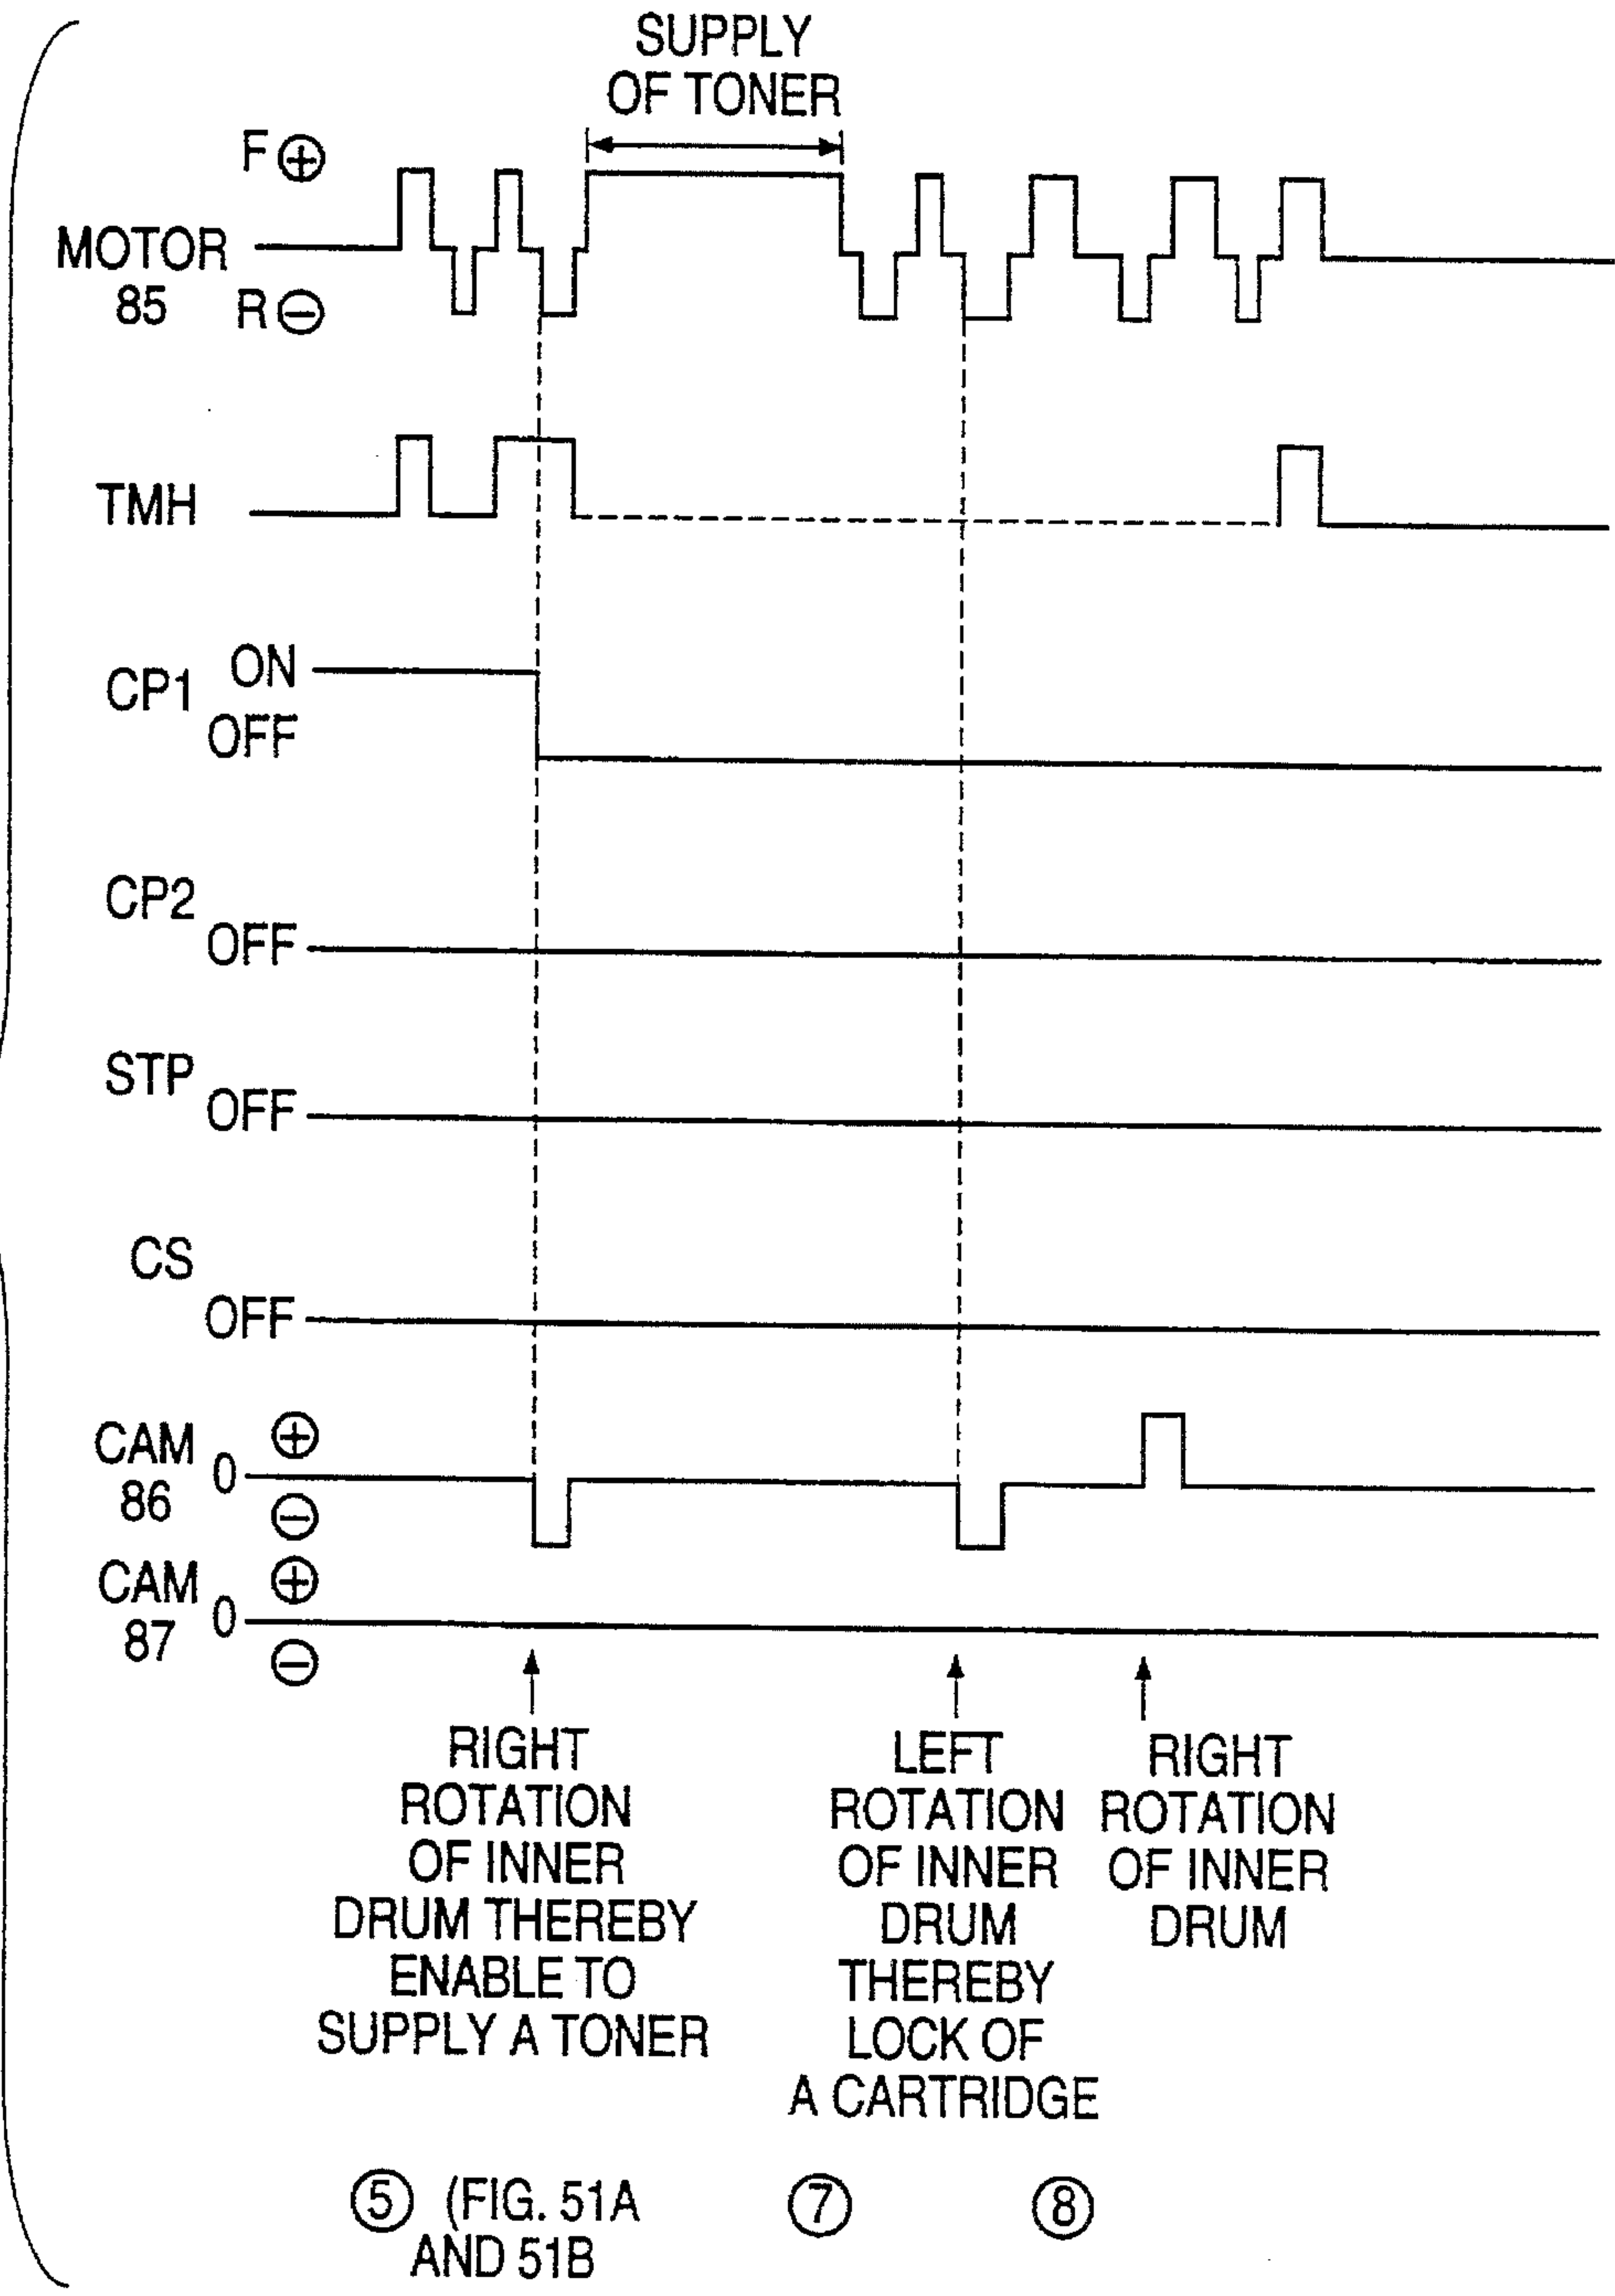 SUPPLY
OF TONER
F ⊕
MOTOR
85
R ⊖
TMH
CP1
ON
OFF
CP2
OFF
STP
OFF
CS
OFF
CAM
86
0
⊕
⊖
CAM
87
0
⊕
⊖
RIGHT
ROTATION
OF INNER
DRUM THEREBY
ENABLE TO
SUPPLY A TONER
LEFT
ROTATION
OF INNER
DRUM
THEREBY
LOCK OF
A CARTRIDGE
RIGHT
ROTATION
OF INNER
DRUM
⑤ (FIG. 51A
AND 51B
⑦
⑧